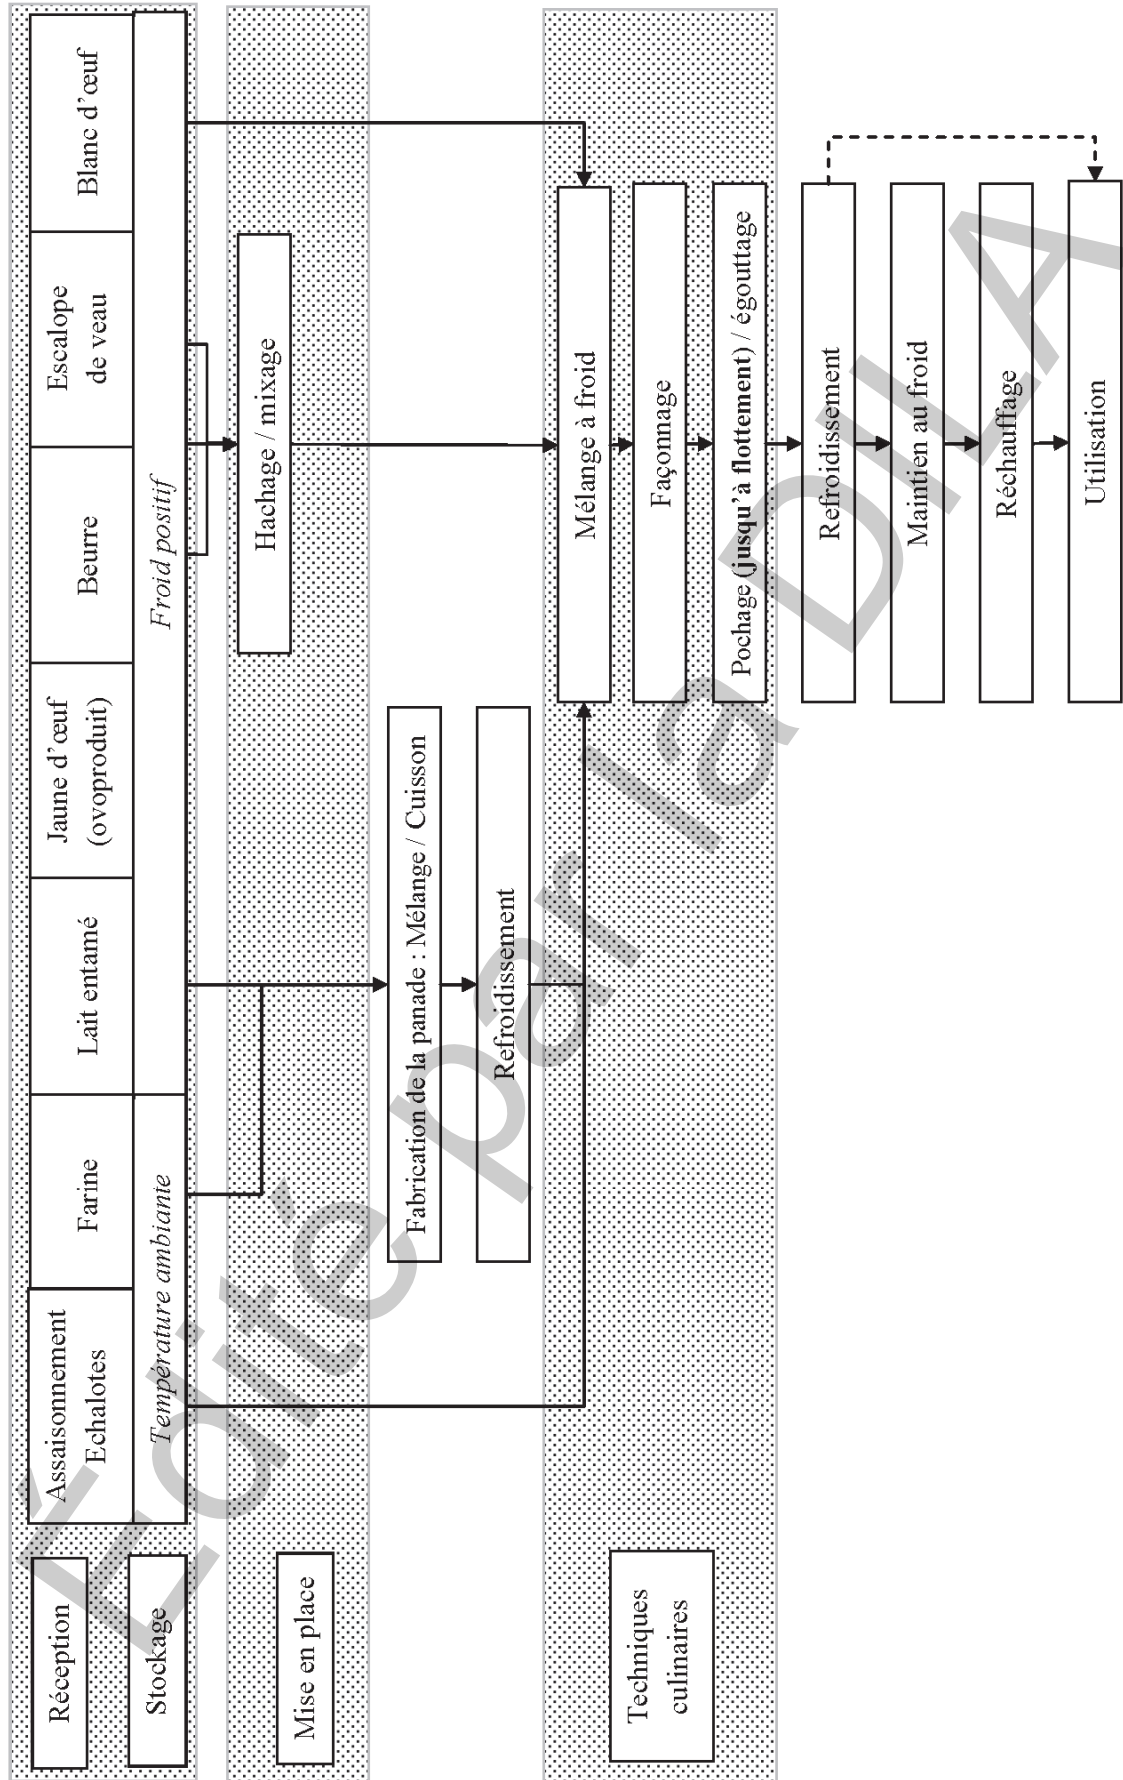 Réception
Assaisonnement
Echalotes
Farine
Lait entamé
Jaune d'œuf
(ovoproduit)
Beurre
Escalope
de veau
Blanc d'œuf
Stockage
Température ambiante
Froid positif
Mise en place
Hachage / mixage
Fabrication de la panade : Mélange / Cuisson
Refroidissement
Techniques
culinaires
Mélange à froid
Façonnage
Pochage (jusqu'à flottement) / égouttage
Refroidissement
Maintien au froid
Réchauffage
Utilisation
Édité par la DILA